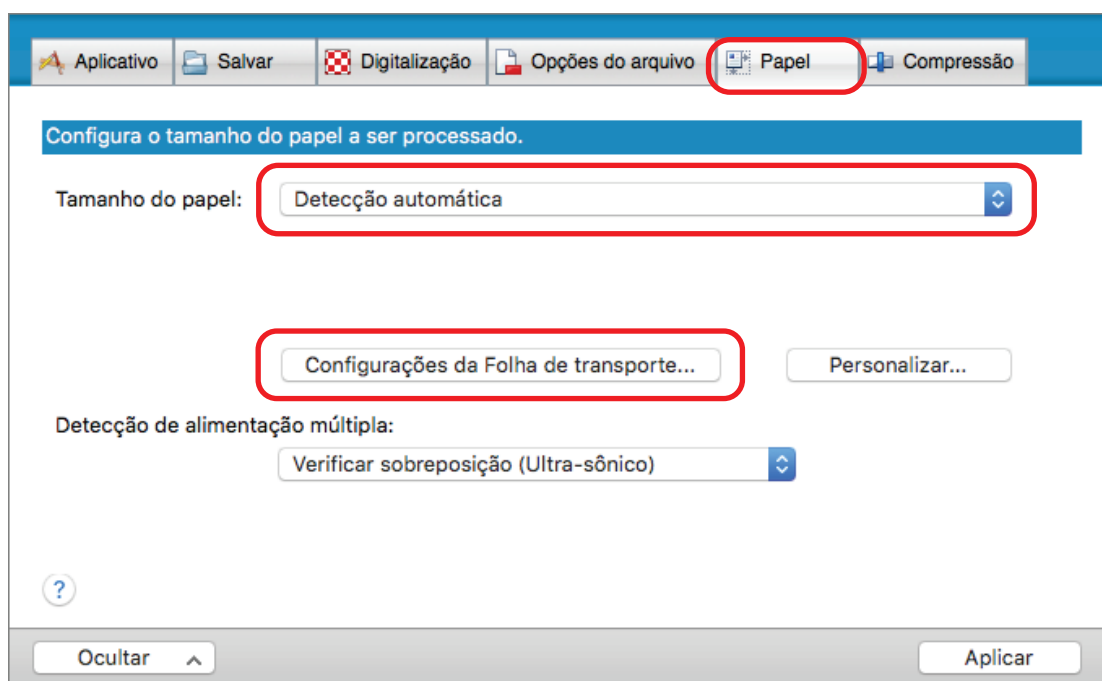 Aplicativo Salvar Digitalização Opções do arquivo Papel Compressão
Configura o tamanho do papel a ser processado.
Tamanho do papel: Detecção automática
Configurações da Folha de transporte... Personalizar...
Detecção de alimentação múltipla:
Verificar sobreposição (Ultra-sônico)
?
Ocultar Aplicar